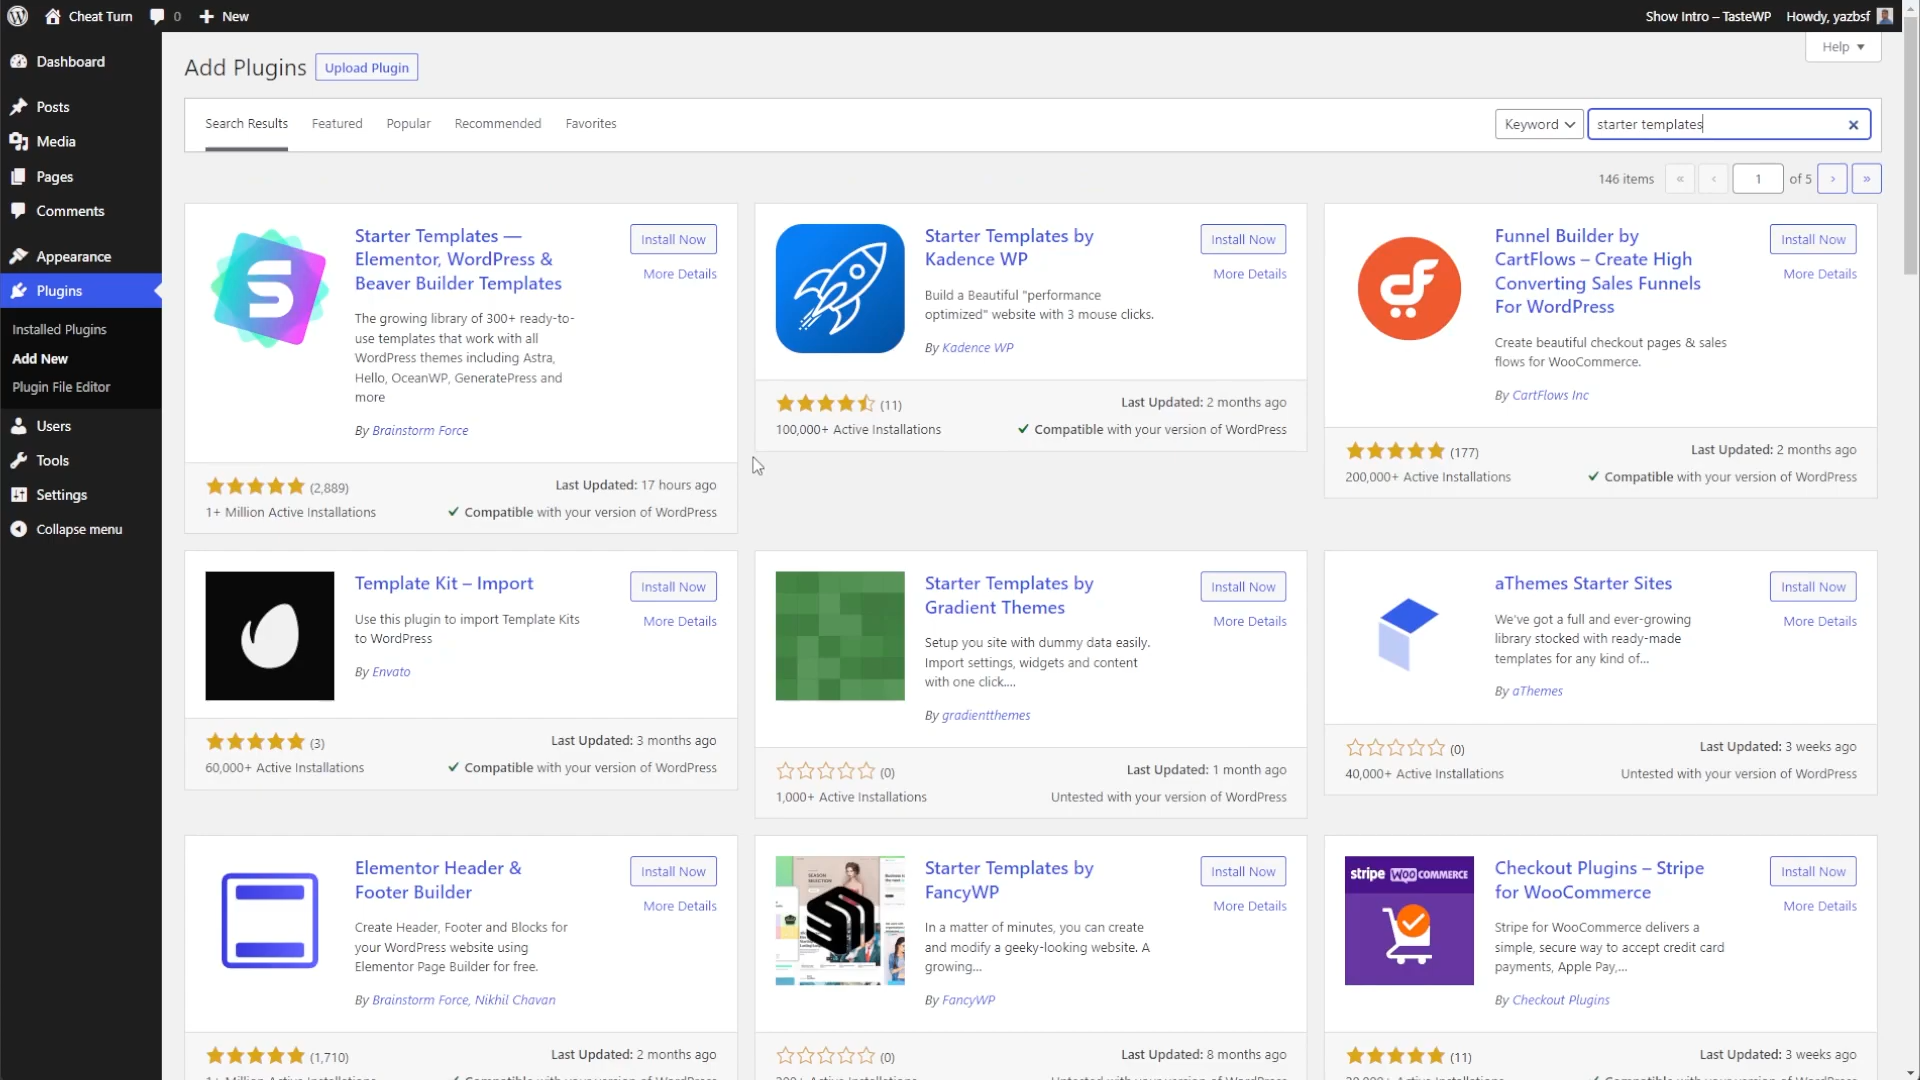 Cheat Turn
0
New
Show Intro – TasteWP
Howdy, yazbsf
Dashboard
Posts
Media
Pages
Comments
Appearance
Plugins
Installed Plugins
Add New
Plugin File Editor
Users
Tools
Settings
Collapse menu
Help
Add Plugins
Upload Plugin
Search Results
Featured
Popular
Recommended
Favorites
Keyword
starter templates
146 items
«
‹
1
of 5
›
»
Starter Templates —
Elementor, WordPress &
Beaver Builder Templates
Install Now
More Details
The growing library of 300+ ready-to-
use templates that work with all
WordPress themes including Astra,
Hello, OceanWP, GeneratePress and
more
By Brainstorm Force
(2,889)
Last Updated: 17 hours ago
1+ Million Active Installations
Compatible with your version of WordPress
Starter Templates by
Kadence WP
Install Now
More Details
Build a Beautiful "performance
optimized" website with 3 mouse clicks.
By Kadence WP
(11)
Last Updated: 2 months ago
100,000+ Active Installations
Compatible with your version of WordPress
Funnel Builder by
CartFlows – Create High
Converting Sales Funnels
For WordPress
Install Now
More Details
Create beautiful checkout pages & sales
flows for WooCommerce.
By CartFlows Inc
(177)
Last Updated: 2 months ago
200,000+ Active Installations
Compatible with your version of WordPress
Template Kit – Import
Install Now
More Details
Use this plugin to import Template Kits
to WordPress
By Envato
(3)
Last Updated: 3 months ago
60,000+ Active Installations
Compatible with your version of WordPress
Starter Templates by
Gradient Themes
Install Now
More Details
Setup you site with dummy data easily.
Import settings, widgets and content
with one click....
By gradientthemes
(0)
Last Updated: 1 month ago
1,000+ Active Installations
Untested with your version of WordPress
aThemes Starter Sites
Install Now
More Details
We've got a full and ever-growing
library stocked with ready-made
templates for any kind of...
By aThemes
(0)
Last Updated: 3 weeks ago
40,000+ Active Installations
Untested with your version of WordPress
Elementor Header &
Footer Builder
Install Now
More Details
Create Header, Footer and Blocks for
your WordPress website using
Elementor Page Builder for free.
By Brainstorm Force, Nikhil Chavan
(1,710)
Last Updated: 2 months ago
Starter Templates by
FancyWP
Install Now
More Details
In a matter of minutes, you can create
and modify a geeky-looking website. A
growing...
By FancyWP
(0)
Last Updated: 8 months ago
stripe WOO COMMERCE
Checkout Plugins – Stripe
for WooCommerce
Install Now
More Details
Stripe for WooCommerce delivers a
simple, secure way to accept credit card
payments, Apple Pay,...
By Checkout Plugins
(11)
Last Updated: 3 weeks ago